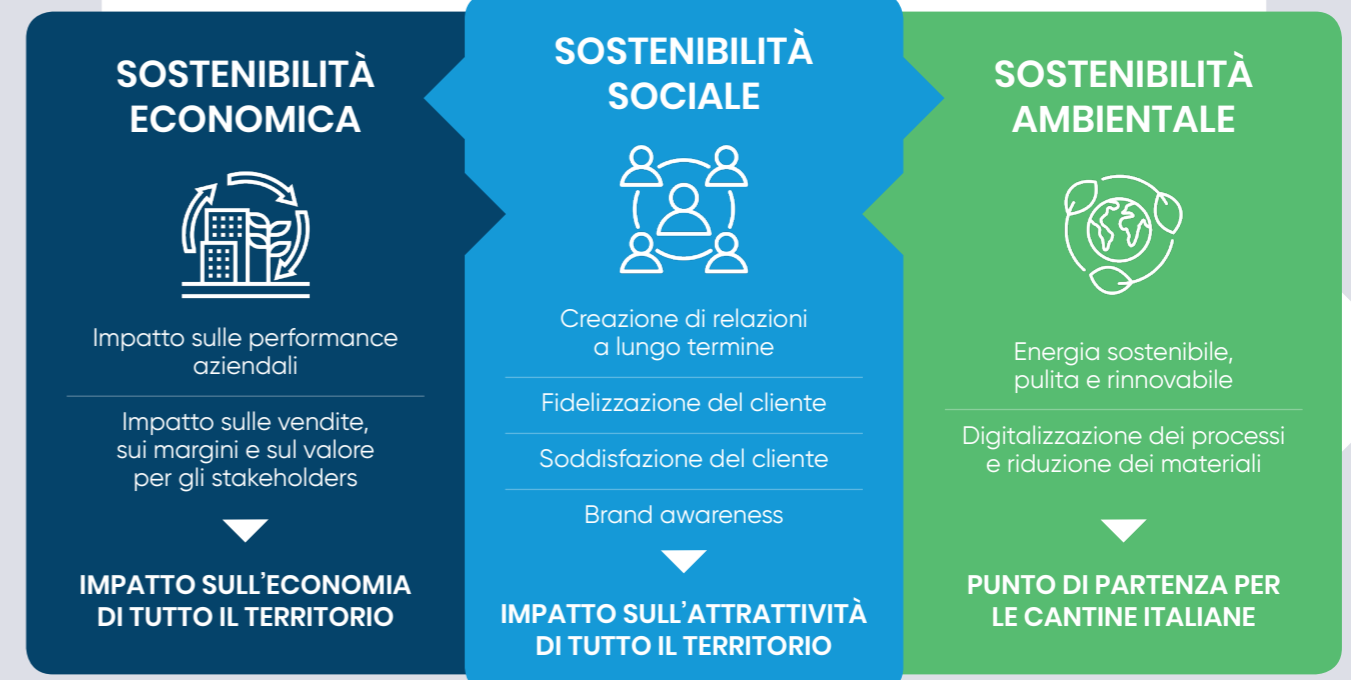 SOSTENIBILITÀ
ECONOMICA
Impatto sulle performance
aziendali
Impatto sulle vendite,
sui margini e sul valore
per gli stakeholders
IMPATTO SULL’ECONOMIA
DI TUTTO IL TERRITORIO
SOSTENIBILITÀ
SOCIALE
Creazione di relazioni
a lungo termine
Fidelizzazione del cliente
Soddisfazione del cliente
Brand awareness
IMPATTO SULL’ATTRATTIVITÀ
DI TUTTO IL TERRITORIO
SOSTENIBILITÀ
AMBIENTALE
Energia sostenibile,
pulita e rinnovabile
Digitalizzazione dei processi
e riduzione dei materiali
PUNTO DI PARTENZA PER
LE CANTINE ITALIANE